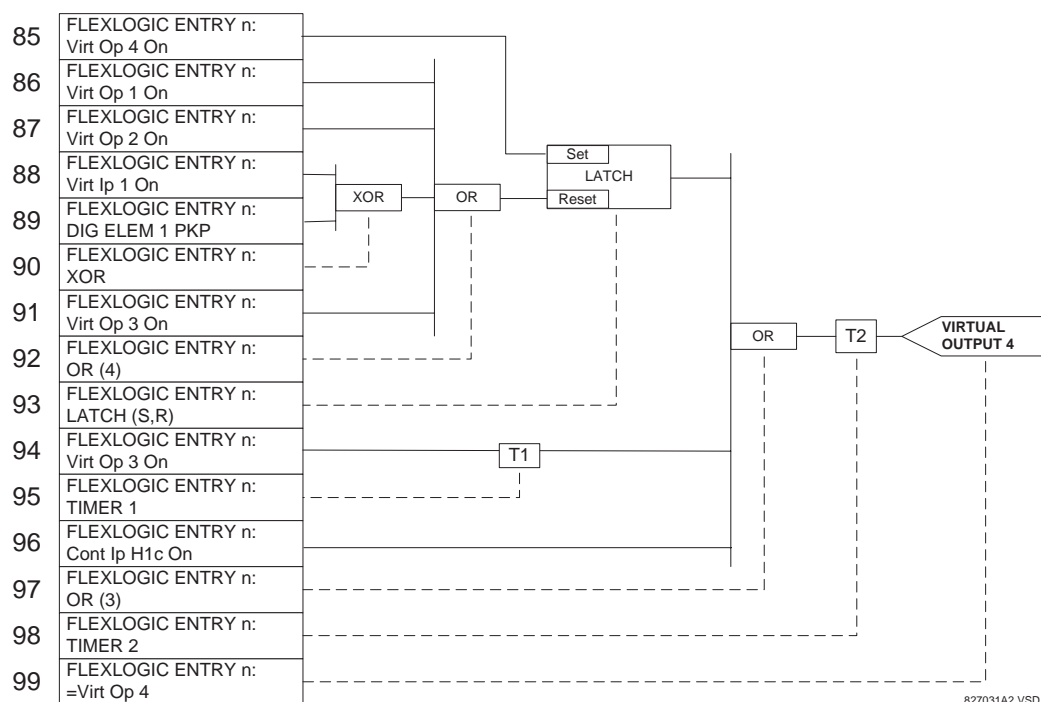 85 FLEXLOGIC ENTRY n:
Virt Op 4 On
86 FLEXLOGIC ENTRY n:
Virt Op 1 On
87 FLEXLOGIC ENTRY n:
Virt Op 2 On
88 FLEXLOGIC ENTRY n:
Virt Ip 1 On
89 FLEXLOGIC ENTRY n:
DIG ELEM 1 PKP
90 FLEXLOGIC ENTRY n:
XOR
91 FLEXLOGIC ENTRY n:
Virt Op 3 On
92 FLEXLOGIC ENTRY n:
OR (4)
93 FLEXLOGIC ENTRY n:
LATCH (S,R)
94 FLEXLOGIC ENTRY n:
Virt Op 3 On
95 FLEXLOGIC ENTRY n:
TIMER 1
96 FLEXLOGIC ENTRY n:
Cont Ip H1c On
97 FLEXLOGIC ENTRY n:
OR (3)
98 FLEXLOGIC ENTRY n:
TIMER 2
99 FLEXLOGIC ENTRY n:
=Virt Op 4
XOR
OR
Set
LATCH
Reset
T1
OR
T2
VIRTUAL
OUTPUT 4
827031A2.VSD